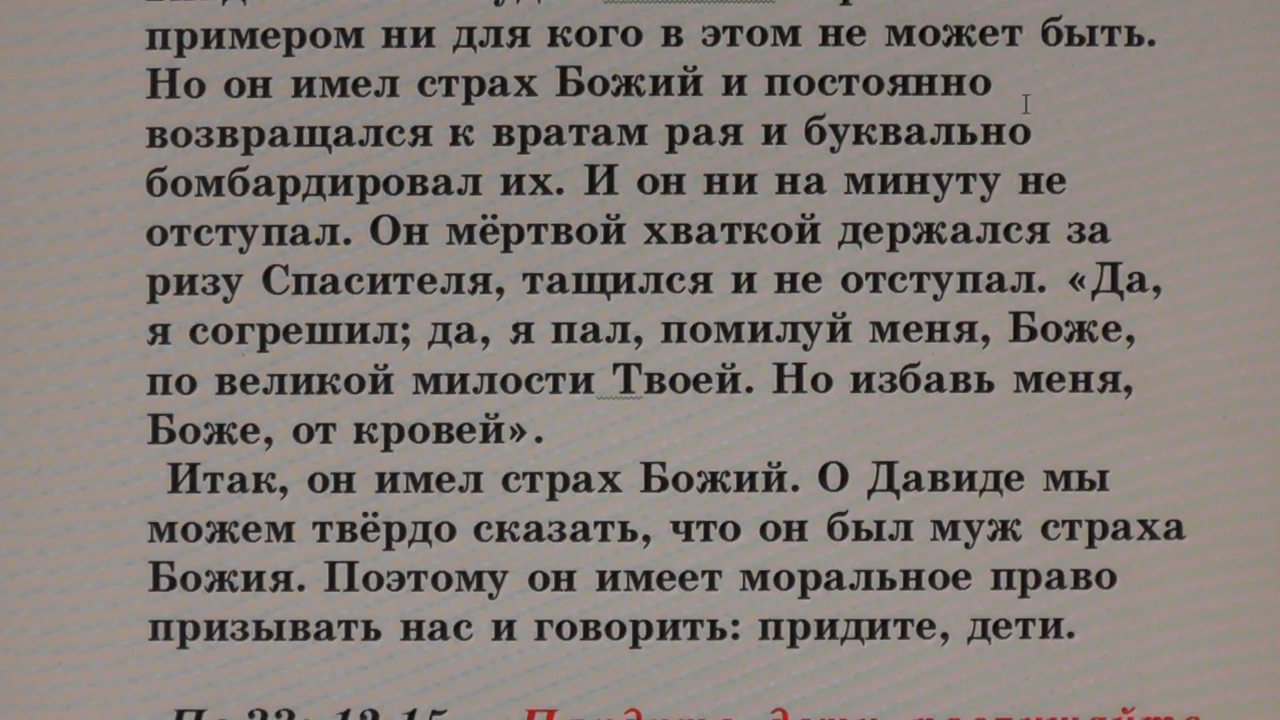 примером ни для кого в этом не может быть.
Но он имел страх Божий и постоянно
возвращался к вратам рая и буквально
бомбардировал их. И он ни на минуту не
отступал. Он мёртвой хваткой держался за
ризу Спасителя, тащился и не отступал. «Да,
я согрешил; да, я пал, помилуй меня, Боже,
по великой милости Твоей. Но избавь меня,
Боже, от кровей».
Итак, он имел страх Божий. О Давиде мы
можем твёрдо сказать, что он был муж страха
Божия. Поэтому он имеет моральное право
призывать нас и говорить: придите, дети.